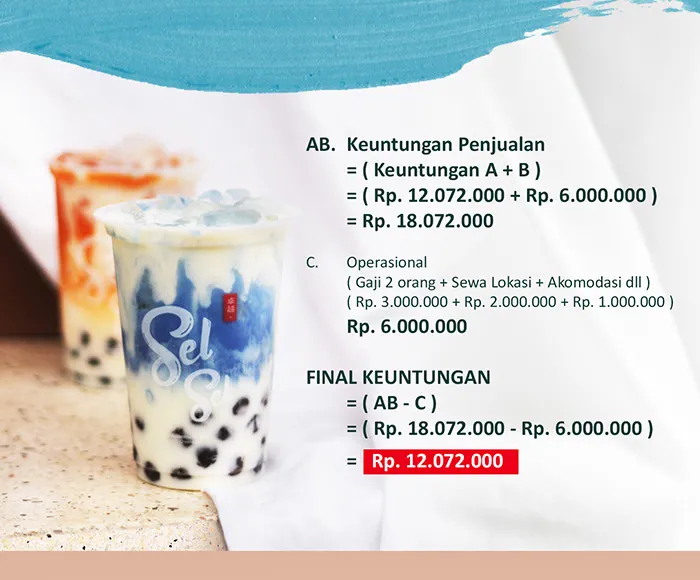 AB. Keuntungan Penjualan
= ( Keuntungan A + B )
= ( Rp. 12.072.000 + Rp. 6.000.000 )
= Rp. 18.072.000
C. Operasional
( Gaji 2 orang + Sewa Lokasi + Akomodasi dll )
( Rp. 3.000.000 + Rp. 2.000.000 + Rp. 1.000.000 )
Rp. 6.000.000
FINAL KEUNTUNGAN
= ( AB - C )
= ( Rp. 18.072.000 - Rp. 6.000.000 )
= Rp. 12.072.000
Sel